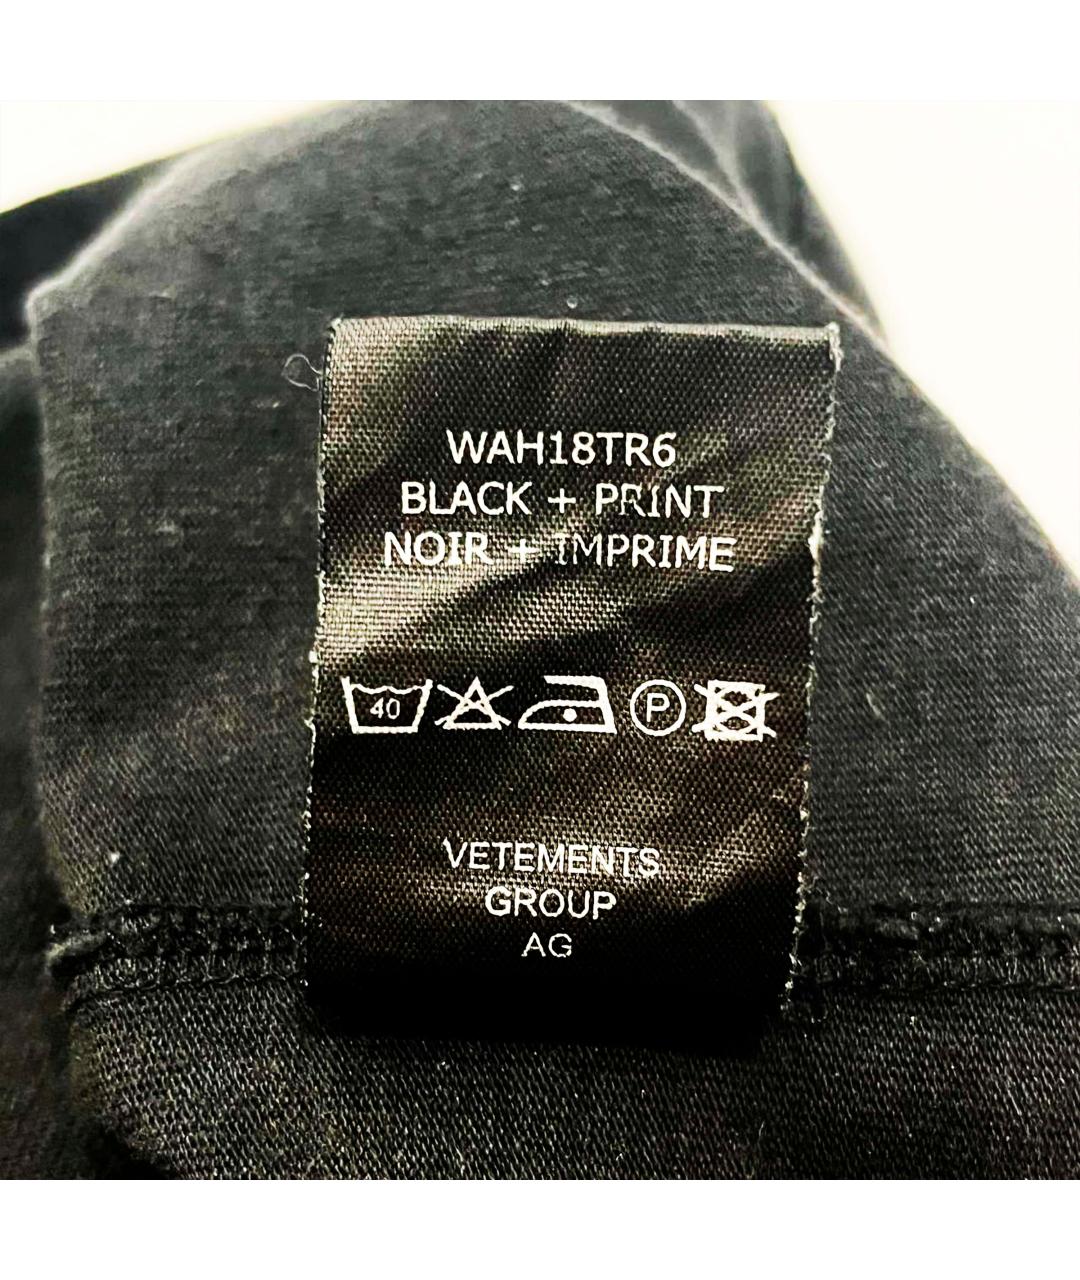 WAH18TR6
BLACK + PRINT
NOIR + IMPRIME
40 P
VETEMENTS
GROUP
AG